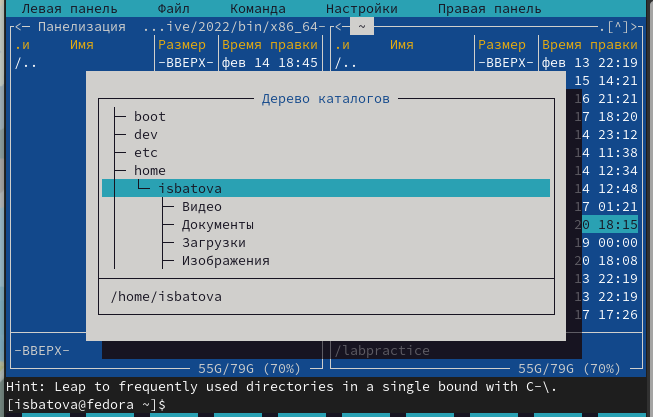 Левая панель Файл Команда Настройки Правая панель
<─ Панелизация ...ive/2022/bin/x86_64- <─ ~ .[^]>
.и Имя Размер Время правки .и Имя Размер Время правки
/.. -ВВЕРХ- фев 14 18:45 /.. -ВВЕРХ- фев 13 22:19
15 14:21
Дерево каталогов 16 21:21
boot 17 18:20
dev 14 23:12
etc 14 11:38
home 14 12:34
isbatova 14 12:48
Видео 17 01:21
Документы 20 18:15
Загрузки 19 00:00
Изображения 20 18:08
13 22:19
/home/isbatova 13 22:19
17 17:26
-ВВЕРХ- /labpractice
55G/79G (70%) 55G/79G (70%)
Hint: Leap to frequently used directories in a single bound with C-\.
[isbatova@fedora ~]$